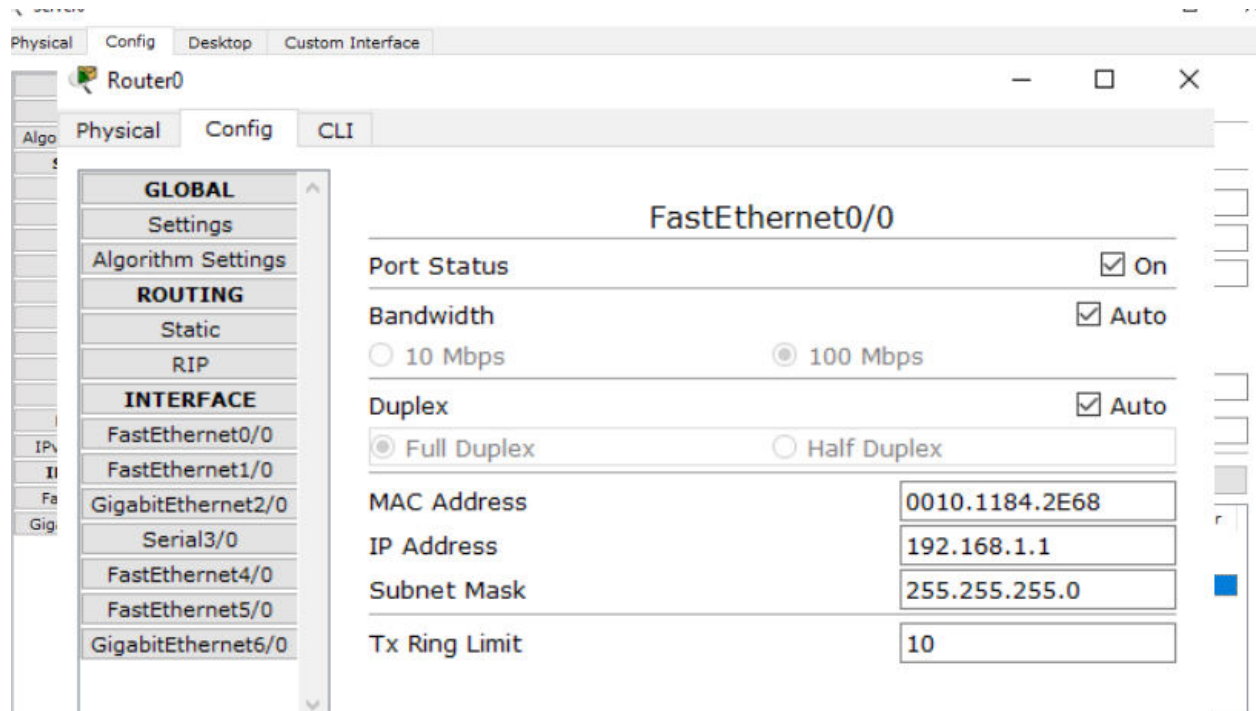 Physical Config Desktop Custom Interface
Router0
Physical Config CLI
Algo
GLOBAL
Settings
Algorithm Settings
ROUTING
Static
RIP
INTERFACE
FastEthernet0/0
FastEthernet1/0
GigabitEthernet2/0
Serial3/0
FastEthernet4/0
FastEthernet5/0
GigabitEthernet6/0
FastEthernet0/0
Port Status On
Bandwidth Auto
10 Mbps 100 Mbps
Duplex Auto
Full Duplex Half Duplex
MAC Address 0010.1184.2E68
IP Address 192.168.1.1
Subnet Mask 255.255.255.0
Tx Ring Limit 10